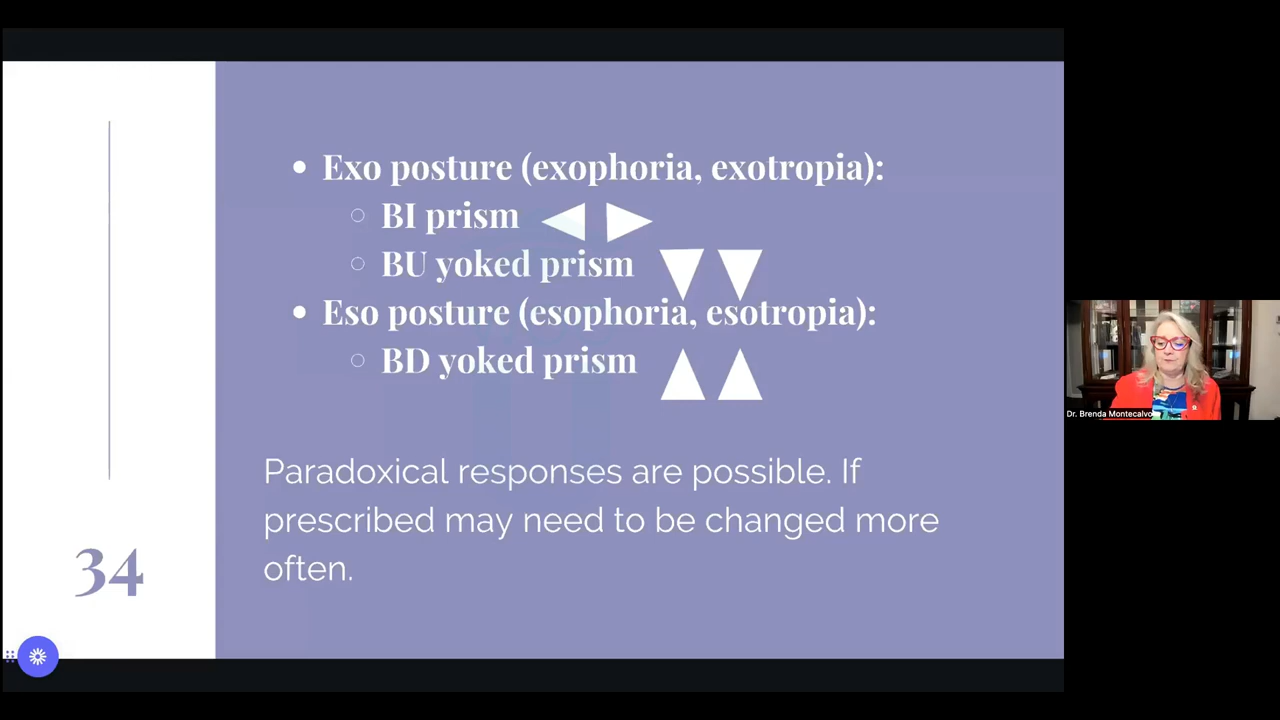 Exo posture (exophoria, exotropia):
BI prism
BU yoked prism
Eso posture (esophoria, esotropia):
BD yoked prism
Paradoxical responses are possible. If
prescribed may need to be changed more
often.
34
Dr. Brenda Montecalvo